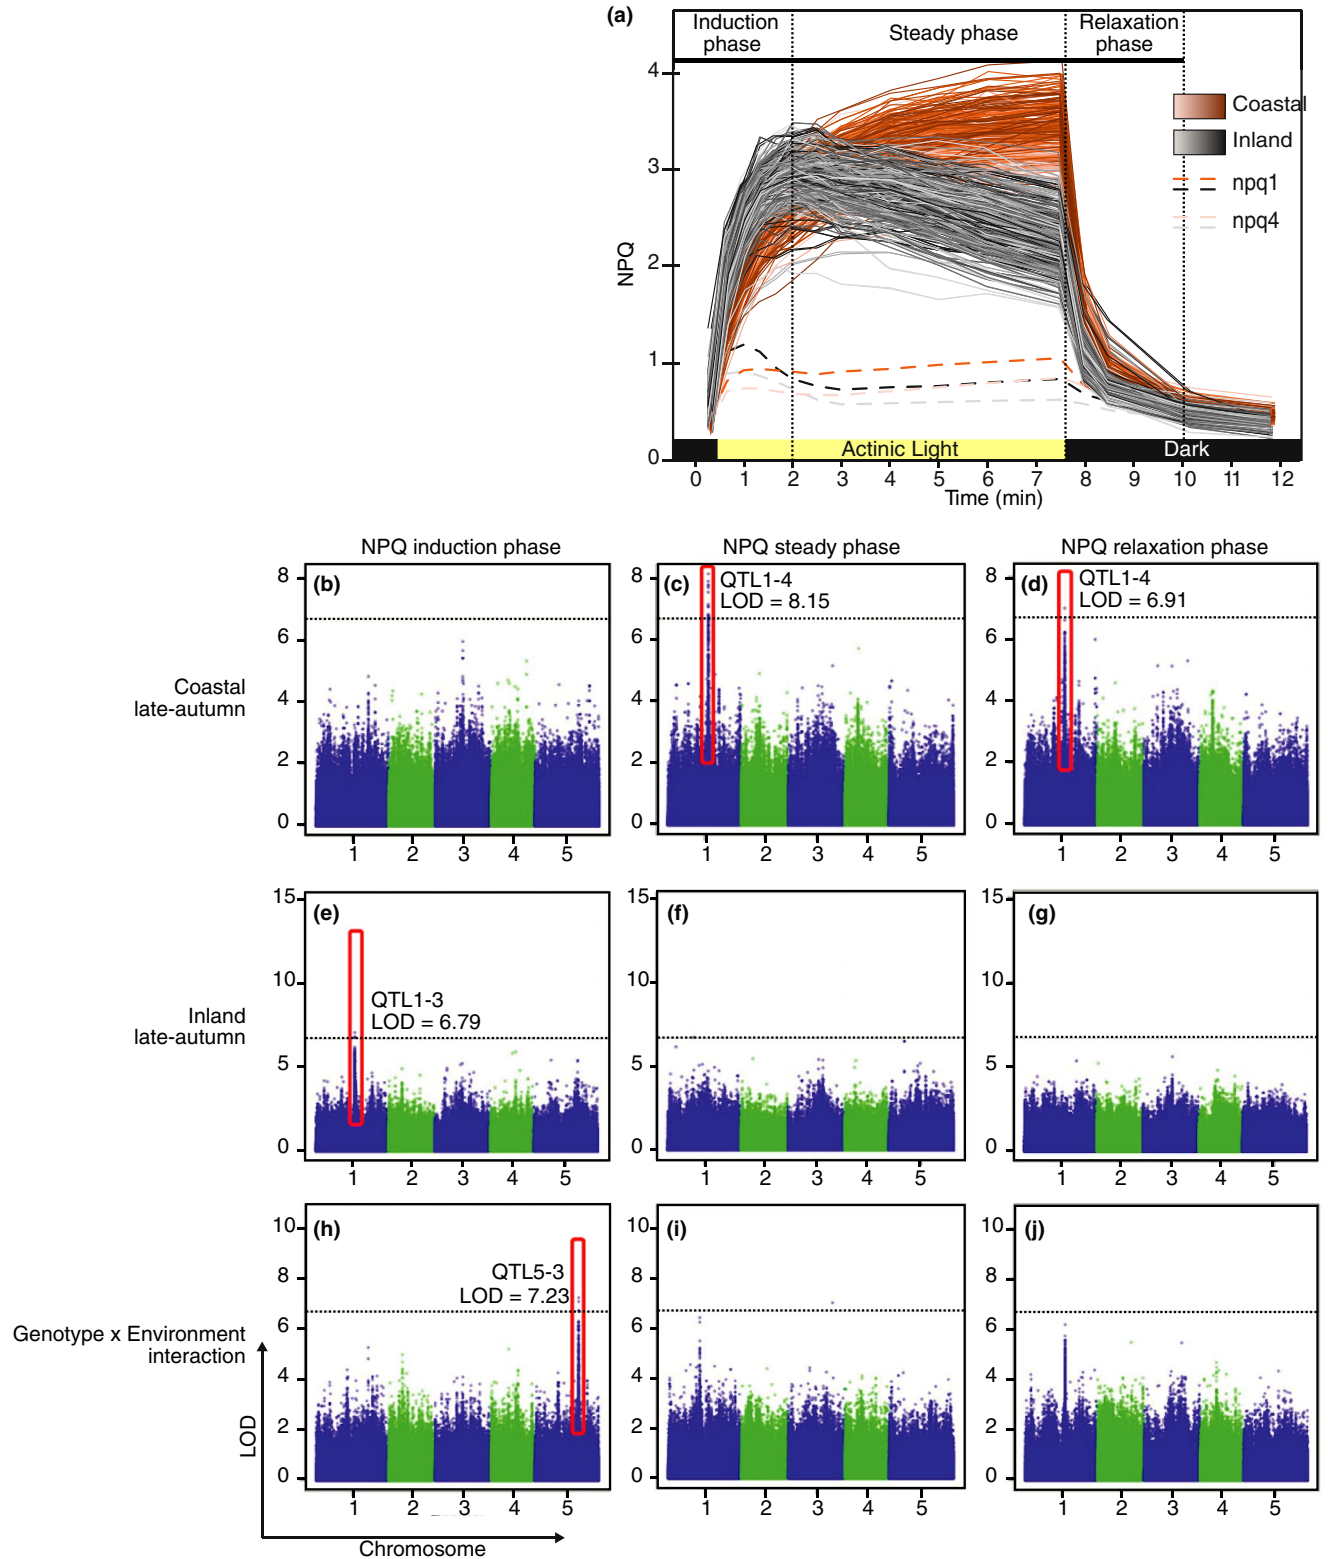 (a)
Induction
phase
Steady phase
Relaxation
phase
4
3
2
1
0
NPQ
Coastal
Inland
npq1
npq4
Actinic Light
Dark
0 1 2 3 4 5 6 7 8 9 10 11 12
Time (min)
NPQ induction phase
NPQ steady phase
NPQ relaxation phase
Coastal
late-autumn
(b)
8
6
4
2
0
1 2 3 4 5
(c)
QTL1-4
LOD = 8.15
8
6
4
2
0
1 2 3 4 5
(d)
QTL1-4
LOD = 6.91
8
6
4
2
0
1 2 3 4 5
Inland
late-autumn
(e)
QTL1-3
LOD = 6.79
15
10
5
0
1 2 3 4 5
(f)
15
10
5
0
1 2 3 4 5
(g)
15
10
5
0
1 2 3 4 5
Genotype x Environment
interaction
(h)
QTL5-3
LOD = 7.23
10
8
6
4
2
0
1 2 3 4 5
(i)
10
8
6
4
2
0
1 2 3 4 5
(j)
10
8
6
4
2
0
1 2 3 4 5
LOD
Chromosome